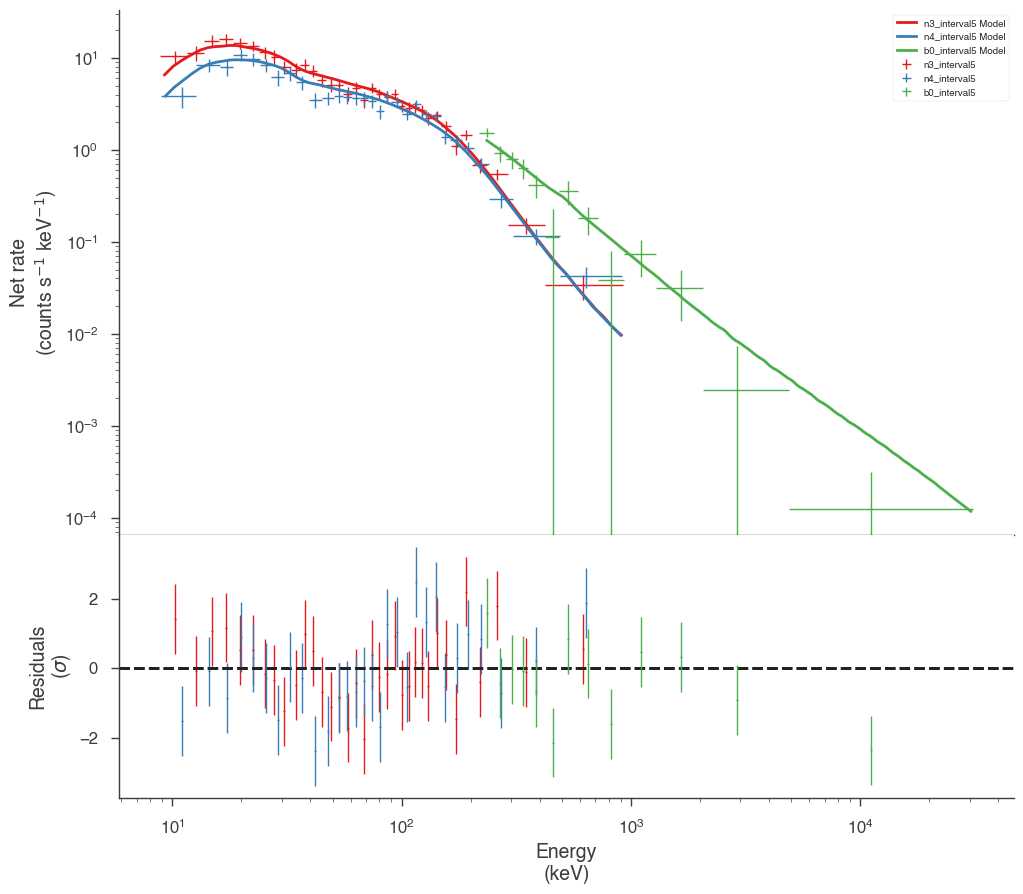 n3_interval5 Model
n4_interval5 Model
b0_interval5 Model
n3_interval5
n4_interval5
b0_interval5
Net rate
(counts s⁻¹ keV⁻¹)
10¹
10⁰
10⁻¹
10⁻²
10⁻³
10⁻⁴
Residuals
(σ)
2
0
−2
10¹ 10² 10³ 10⁴
Energy
(keV)